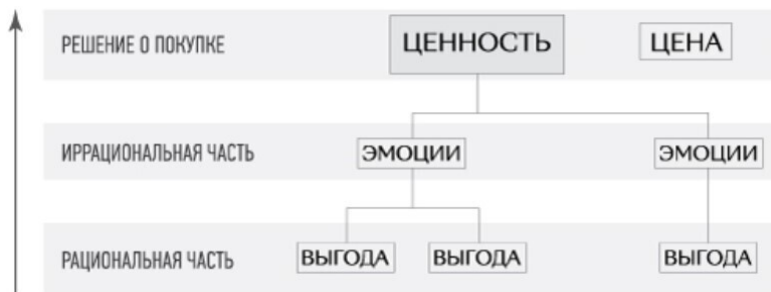 РЕШЕНИЕ О ПОКУПКЕ ЦЕННОСТЬ ЦЕНА
ИРРАЦИОНАЛЬНАЯ ЧАСТЬ ЭМОЦИИ ЭМОЦИИ
РАЦИОНАЛЬНАЯ ЧАСТЬ ВЫГОДА ВЫГОДА ВЫГОДА